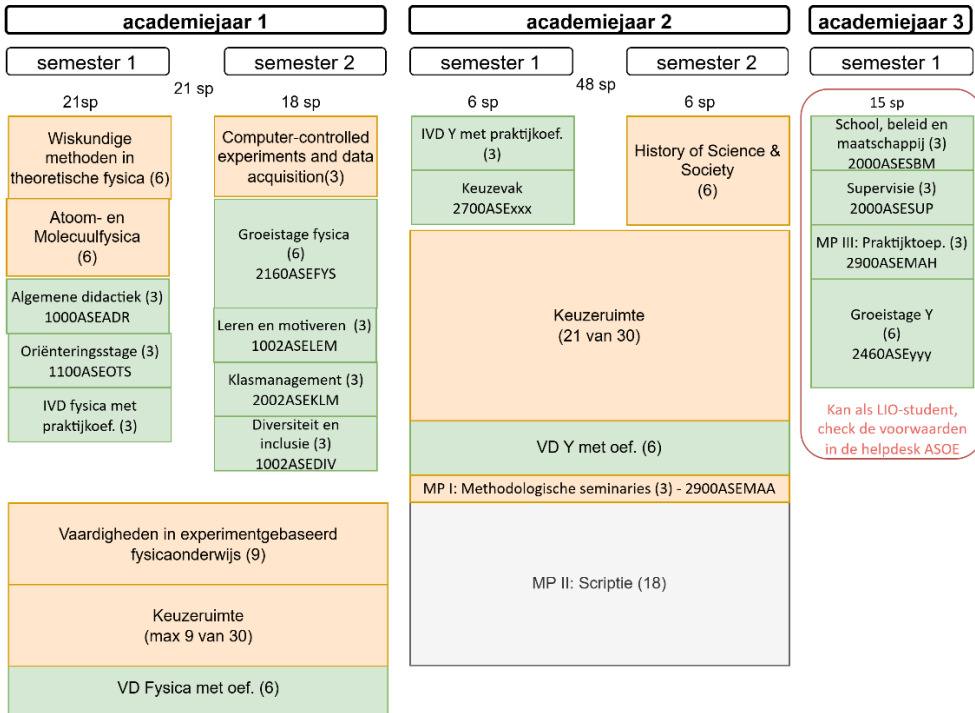 academiejaar 1
academiejaar 2
academiejaar 3
semester 1
semester 2
semester 1
semester 2
semester 1
21 sp
48 sp
21sp
18 sp
6 sp
6 sp
15 sp
Wiskundige
methoden in
theoretische fysica (6)
Atoom- en
Molecuulfysica
(6)
Algemene didactiek (3)
1000ASEADR
Oriënteringsstage (3)
1100ASEOTS
IVD fysica met
praktijkoef. (3)
Computer-controlled
experiments and data
acquisition(3)
Groeistage fysica
(6)
2160ASEFYS
Leren en motiveren (3)
1002ASELEM
Klasmanagement (3)
2002ASEKLM
Diversiteit en
inclusie (3)
1002ASEDIV
Vaardigheden in experimentgebaseerd
fysicaonderwijs (9)
Keuzeruimte
(max 9 van 30)
VD Fysica met oef. (6)
IVD Y met praktijkoef.
(3)
Keuzevak
2700ASExxx
History of Science &
Society
(6)
Keuzeruimte
(21 van 30)
VD Y met oef. (6)
MP I: Methodologische seminaries (3) - 2900ASEMAA
MP II: Scriptie (18)
School, beleid en
maatschappij (3)
2000ASESBM
Supervisie (3)
2000ASESUP
MP III: Praktijktoep. (3)
2900ASEMAH
Groeistage Y
(6)
2460ASEyyy
Kan als LIO-student,
check de voorwaarden
in de helpdesk ASOE